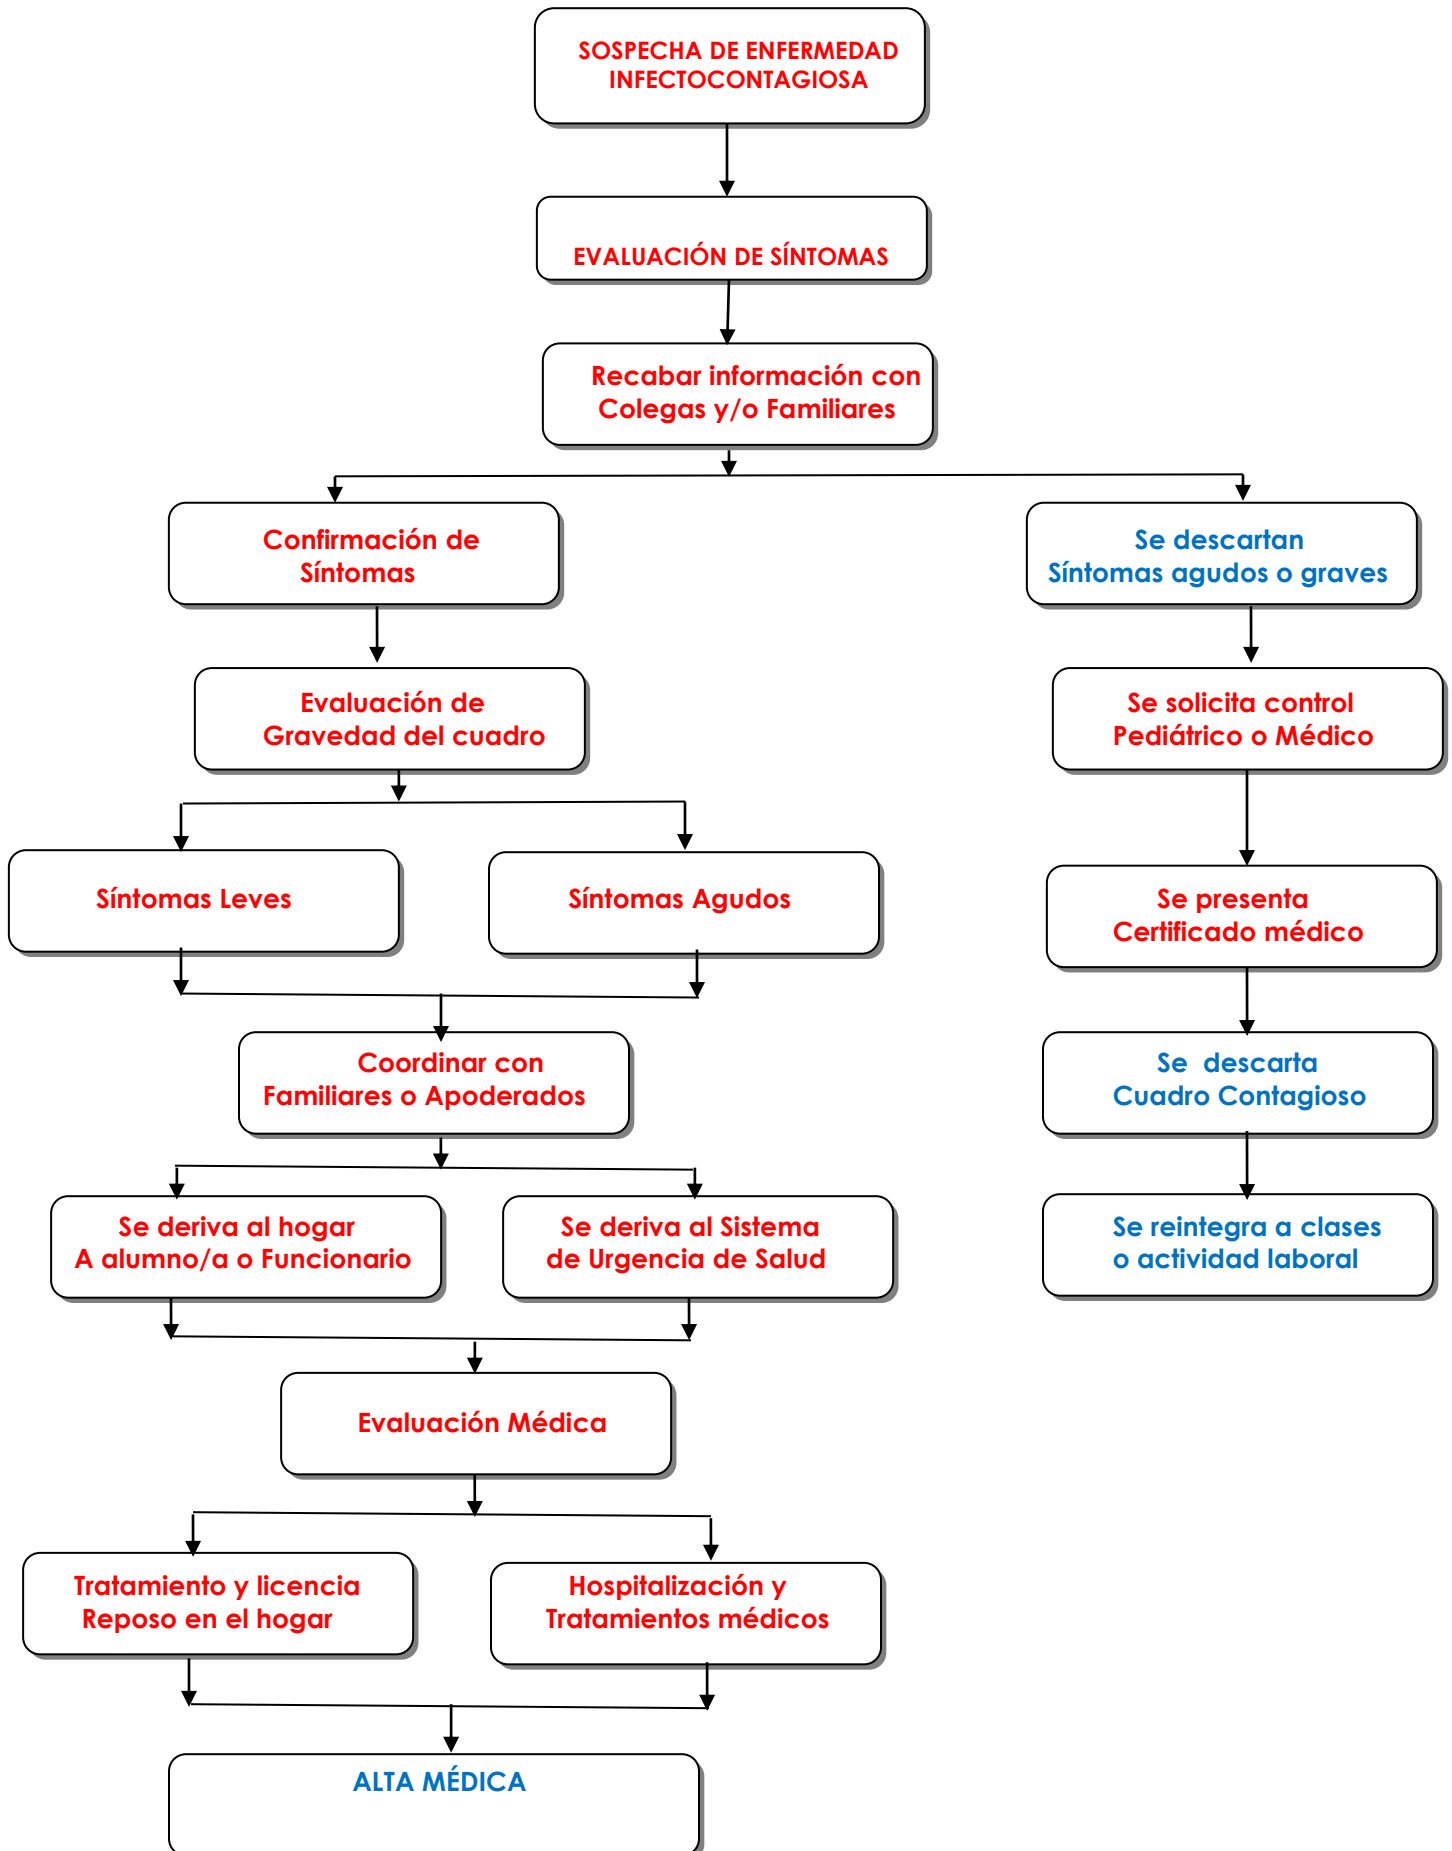 SOSPECHA DE ENFERMEDAD
INFECTOCONTAGIOSA
EVALUACIÓN DE SÍNTOMAS
Recabar información con
Colegas y/o Familiares
Confirmación de
Síntomas
Se descartan
Síntomas agudos o graves
Evaluación de
Gravedad del cuadro
Se solicita control
Pediátrico o Médico
Síntomas Leves
Síntomas Agudos
Se presenta
Certificado médico
Coordinar con
Familiares o Apoderados
Se descarta
Cuadro Contagioso
Se deriva al hogar
A alumno/a o Funcionario
Se deriva al Sistema
de Urgencia de Salud
Se reintegra a clases
o actividad laboral
Evaluación Médica
Tratamiento y licencia
Reposo en el hogar
Hospitalización y
Tratamientos médicos
ALTA MÉDICA